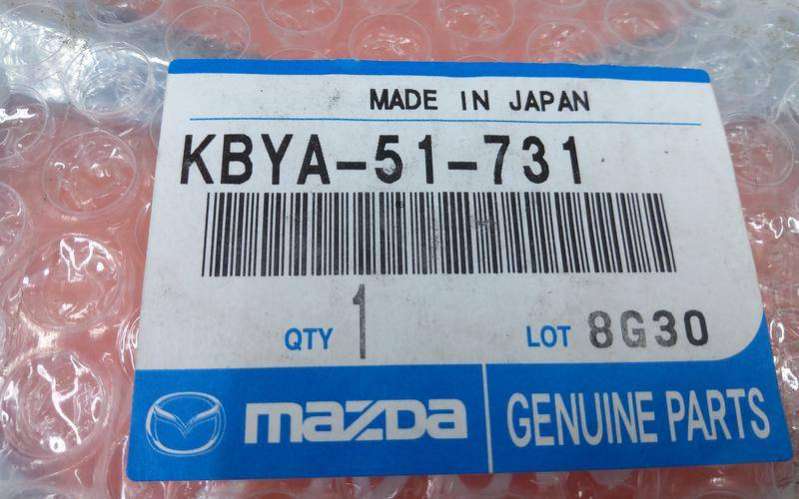 MADE IN JAPAN
KBYA-51-731
QTY 1 LOT 8G30
mazda GENUINE PARTS